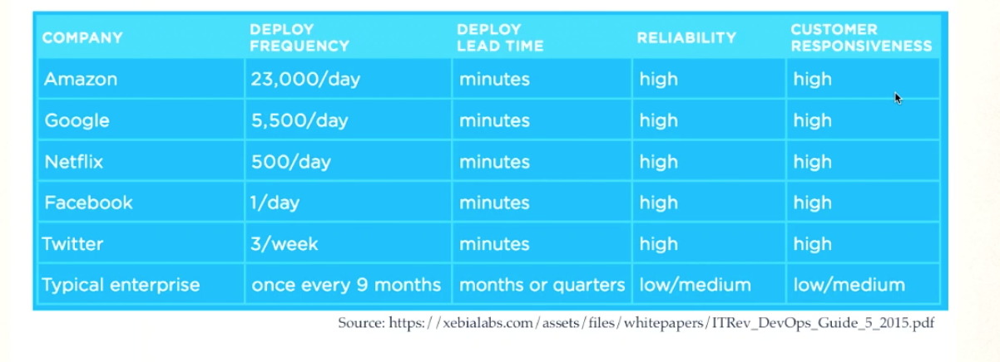 COMPANY DEPLOY FREQUENCY DEPLOY LEAD TIME RELIABILITY CUSTOMER RESPONSIVENESS
Amazon 23,000/day minutes high high
Google 5,500/day minutes high high
Netflix 500/day minutes high high
Facebook 1/day minutes high high
Twitter 3/week minutes high high
Typical enterprise once every 9 months months or quarters low/medium low/medium
Source: https://xebialabs.com/assets/files/whitepapers/ITRev_DevOps_Guide_5_2015.pdf